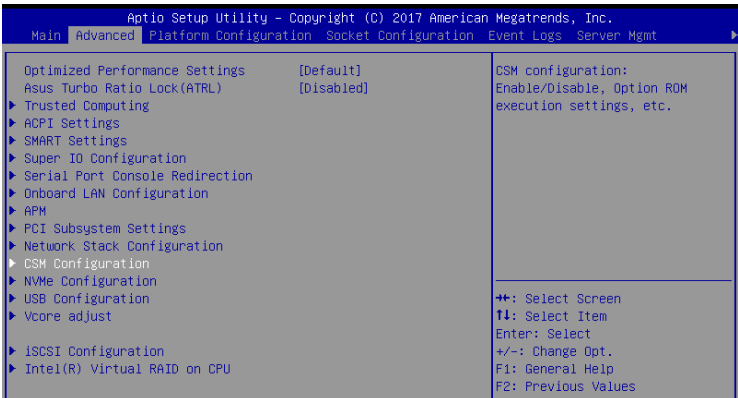 Aptio Setup Utility – Copyright (C) 2017 American Megatrends, Inc.
Main Advanced Platform Configuration Socket Configuration Event Logs Server Mgmt
Optimized Performance Settings [Default]
Asus Turbo Ratio Lock(ATRL) [Disabled]
Trusted Computing
ACPI Settings
SMART Settings
Super IO Configuration
Serial Port Console Redirection
Onboard LAN Configuration
APM
PCI Subsystem Settings
Network Stack Configuration
CSM Configuration
NVMe Configuration
USB Configuration
Vcore adjust
iSCSI Configuration
Intel(R) Virtual RAID on CPU
CSM configuration:
Enable/Disable, Option ROM
execution settings, etc.
→←: Select Screen
↑↓: Select Item
Enter: Select
+/-: Change Opt.
F1: General Help
F2: Previous Values